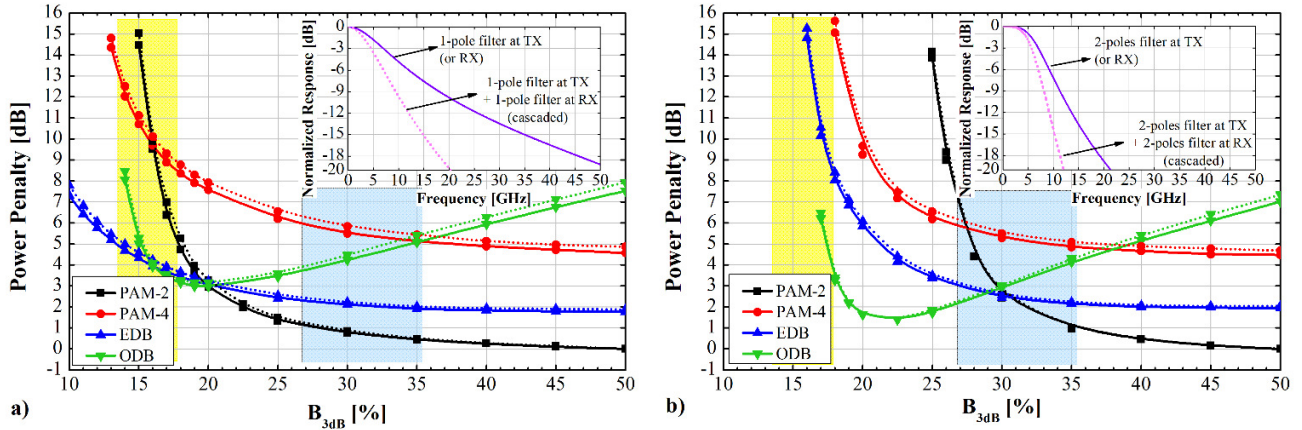 16
15
14
13
12
11
10
9
8
7
6
5
4
3
2
1
0
-1
Power Penalty [dB]
10 15 20 25 30 35 40 45 50
B3dB [%]
a)
PAM-2
PAM-4
EDB
ODB
0
-3
-6
-9
-12
-15
-18
-20
Normalized Response [dB]
0 5 10 15 20 25 30 35 40 45 50
Frequency [GHz]
1-pole filter at TX
(or RX)
1-pole filter at TX
+ 1-pole filter at RX
(cascaded)
16
15
14
13
12
11
10
9
8
7
6
5
4
3
2
1
0
-1
Power Penalty [dB]
10 15 20 25 30 35 40 45 50
B3dB [%]
b)
PAM-2
PAM-4
EDB
ODB
0
-3
-6
-9
-12
-15
-18
-20
Normalized Response [dB]
0 5 10 15 20 25 30 35 40 45 50
Frequency [GHz]
2-poles filter at TX
(or RX)
2-poles filter at TX
2-poles filter at RX
(cascaded)